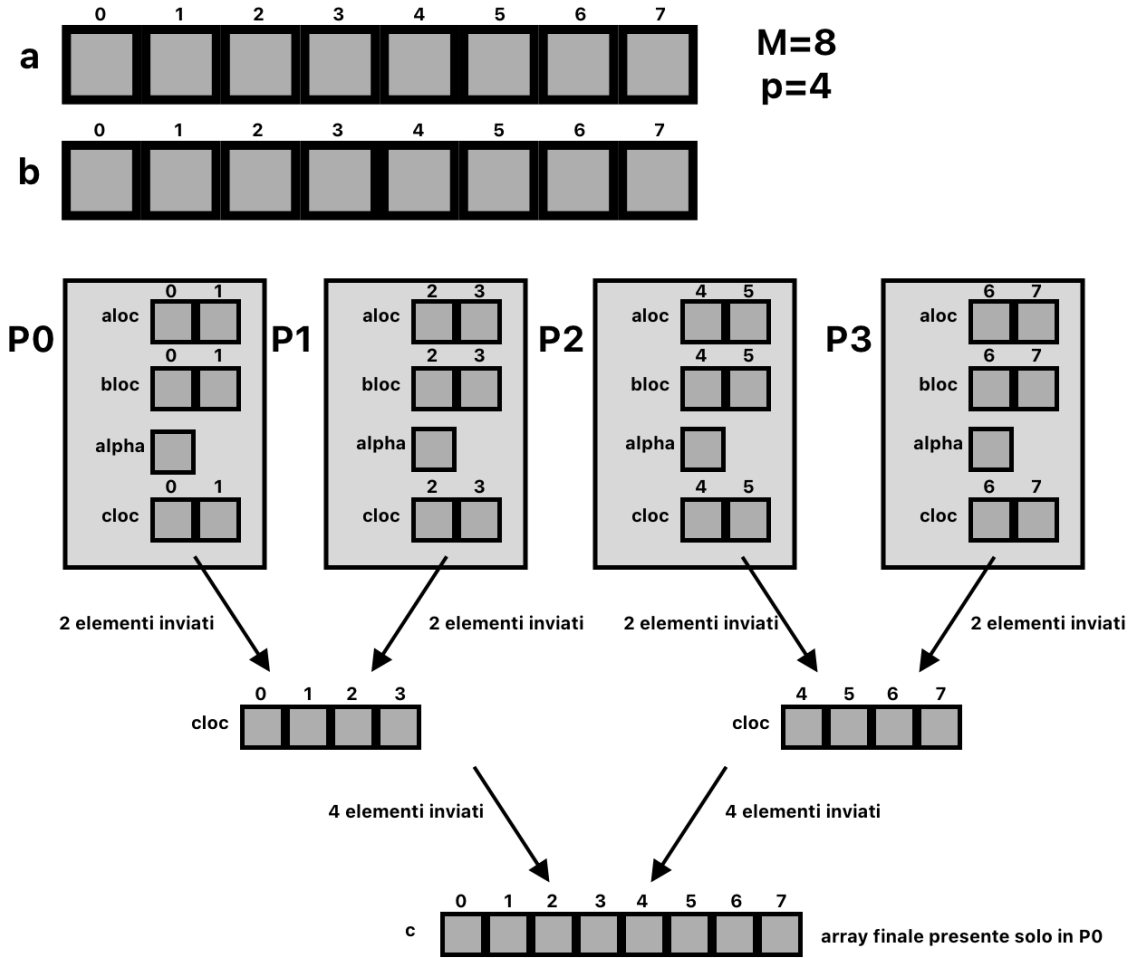 0 1 2 3 4 5 6 7
a
M=8
p=4
0 1 2 3 4 5 6 7
b
P0
0 1
aloc
0 1
bloc
alpha
0 1
cloc
P1
2 3
aloc
2 3
bloc
alpha
2 3
cloc
P2
4 5
aloc
4 5
bloc
alpha
4 5
cloc
P3
6 7
aloc
6 7
bloc
alpha
6 7
cloc
2 elementi inviati
2 elementi inviati
2 elementi inviati
2 elementi inviati
0 1 2 3
cloc
4 5 6 7
cloc
4 elementi inviati
4 elementi inviati
0 1 2 3 4 5 6 7
c
array finale presente solo in P0